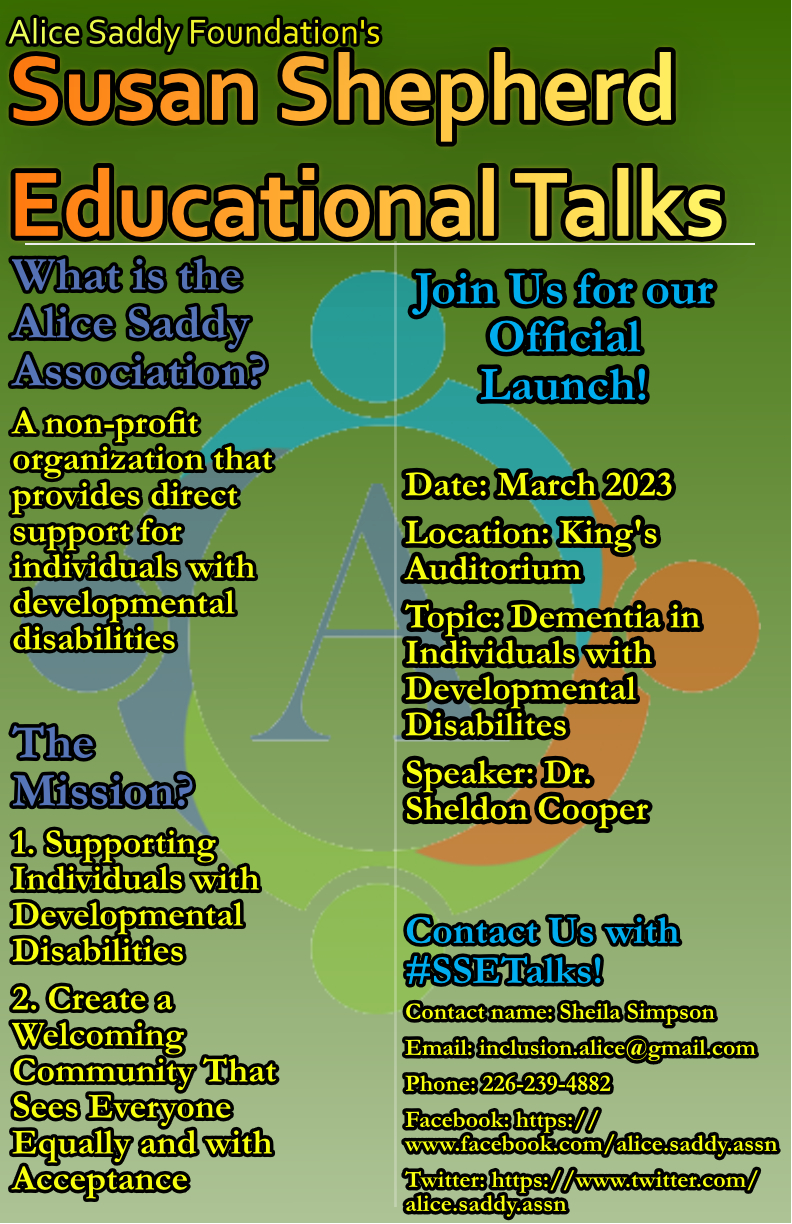 Alice Saddy Foundation's
Susan Shepherd
Educational Talks
What is the
Alice Saddy
Association?
A non-profit
organization that
provides direct
support for
individuals with
developmental
disabilities
The
Mission?
1. Supporting
Individuals with
Developmental
Disabilities
2. Create a
Welcoming
Community That
Sees Everyone
Equally and with
Acceptance
Join Us for our
Official
Launch!
Date: March 2023
Location: King's
Auditorium
Topic: Dementia in
Individuals with
Developmental
Disabilites
Speaker: Dr.
Sheldon Cooper
Contact Us with
#SSETalks!
Contact name: Sheila Simpson
Email: inclusion.alice@gmail.com
Phone: 226-239-4882
Facebook: https://
www.facebook.com/alice.saddy.assn
Twitter: https://www.twitter.com/
alice.saddy.assn
A